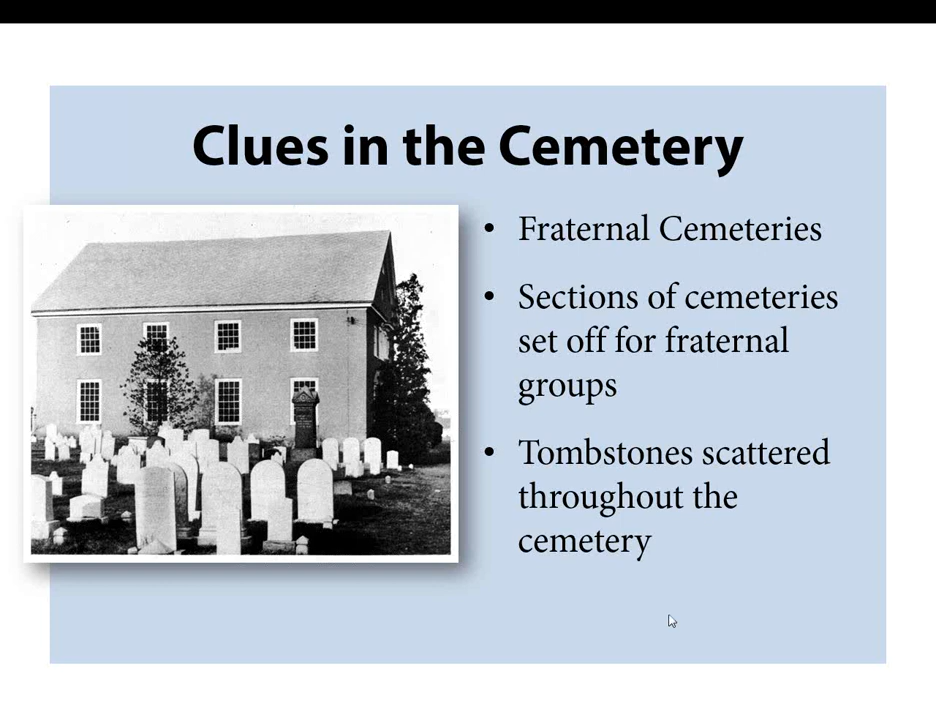 Clues in the Cemetery
• Fraternal Cemeteries
• Sections of cemeteries
set off for fraternal
groups
• Tombstones scattered
throughout the
cemetery